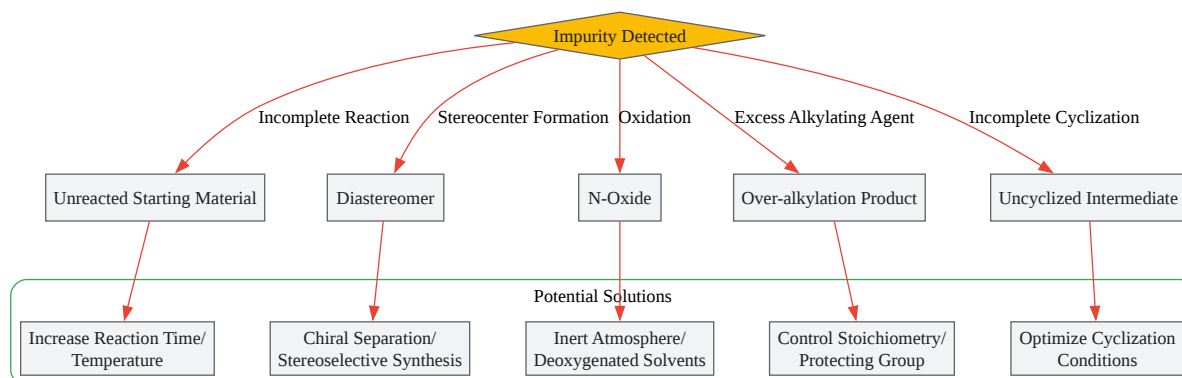 Impurity Detected
Incomplete Reaction
Stereocenter Formation
Oxidation
Excess Alkylating Agent
Incomplete Cyclization
Unreacted Starting Material
Diastereomer
N-Oxide
Over-alkylation Product
Uncyclized Intermediate
Potential Solutions
Increase Reaction Time/
Temperature
Chiral Separation/
Stereoselective Synthesis
Inert Atmosphere/
Deoxygenated Solvents
Control Stoichiometry/
Protecting Group
Optimize Cyclization
Conditions